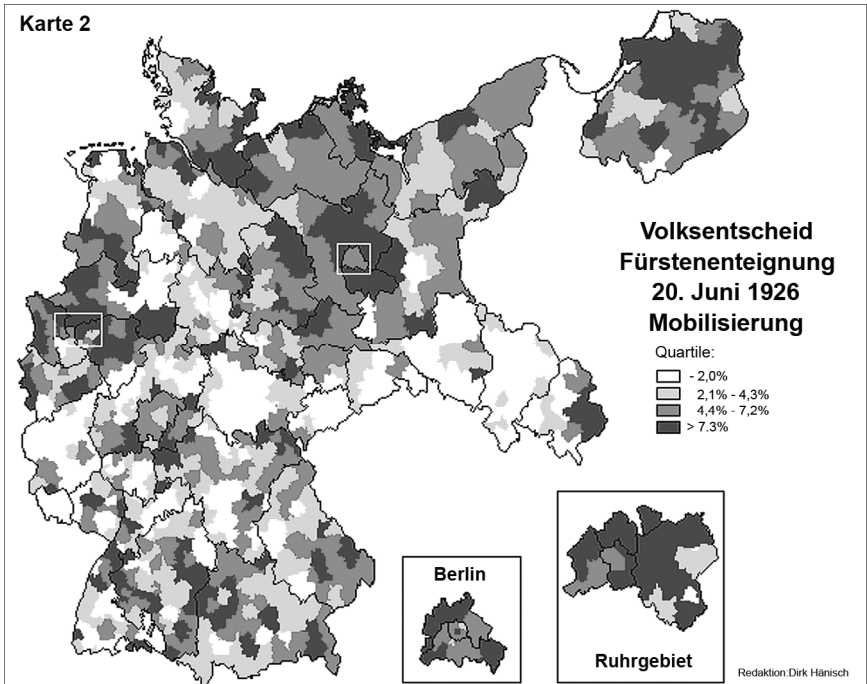 Karte 2
Volksentscheid
Fürstenenteignung
20. Juni 1926
Mobilisierung
Quartile:
- 2,0%
2,1% - 4,3%
4,4% - 7,2%
> 7.3%
Berlin
Ruhrgebiet
Redaktion:Dirk Hänisch